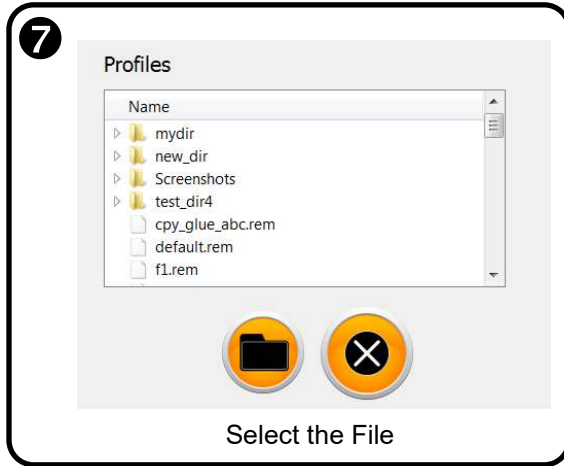 7
Profiles
Name
mydir
new_dir
Screenshots
test_dir4
cpy_glue_abc.rem
default.rem
f1.rem
Select the File